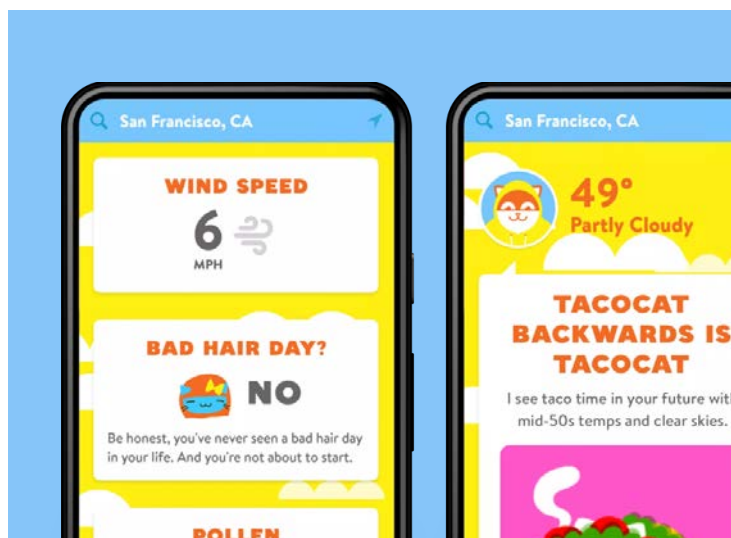 San Francisco, CA
WIND SPEED
6
MPH
BAD HAIR DAY?
NO
Be honest, you've never seen a bad hair day
in your life. And you're not about to start.
POLLEN
San Francisco, CA
49°
Partly Cloudy
TACOCAT
BACKWARDS IS
TACOCAT
I see taco time in your future
mid-50s temps and clear skies.